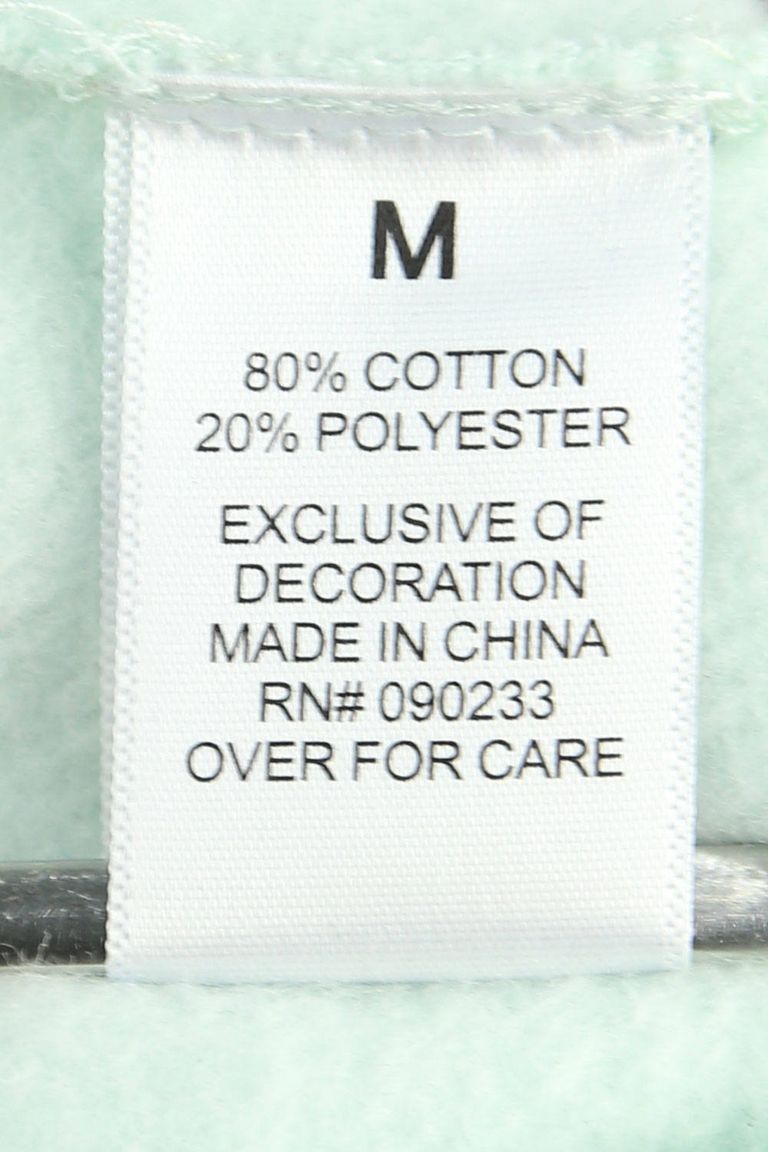 M
80% COTTON
20% POLYESTER
EXCLUSIVE OF
DECORATION
MADE IN CHINA
RN# 090233
OVER FOR CARE